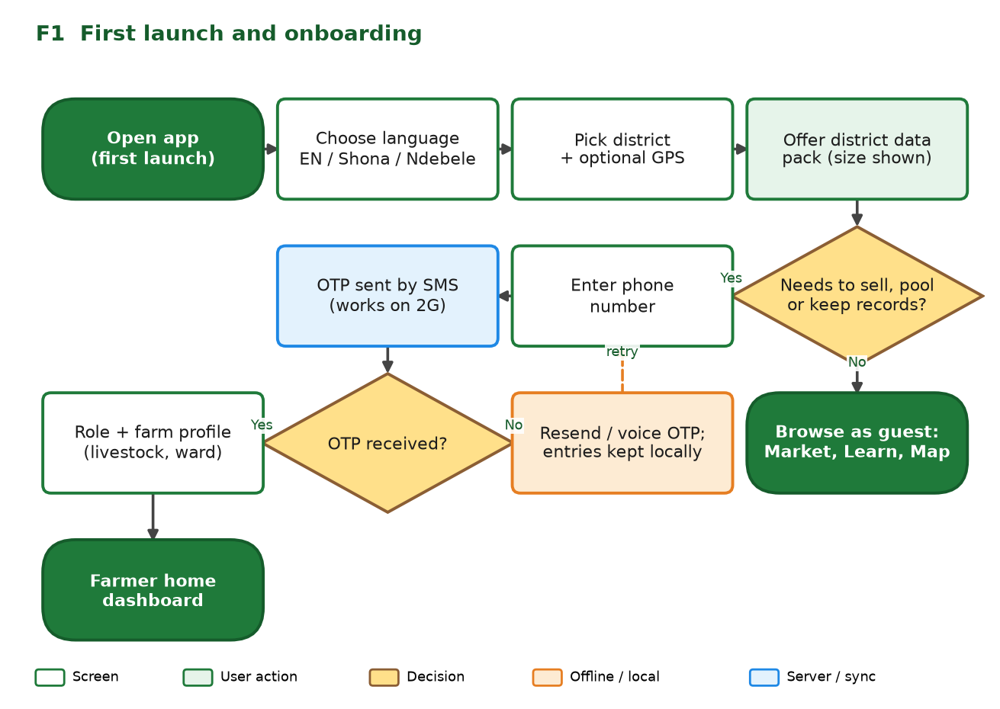 F1  First launch and onboarding
Open app
(first launch)
Choose language
EN / Shona / Ndebele
Pick district
+ optional GPS
Offer district data
pack (size shown)
OTP sent by SMS
(works on 2G)
Enter phone
number
Yes
Needs to sell, pool
or keep records?
retry
No
Role + farm profile
(livestock, ward)
Yes
OTP received?
No
Resend / voice OTP;
entries kept locally
Browse as guest:
Market, Learn, Map
Farmer home
dashboard
Screen
User action
Decision
Offline / local
Server / sync